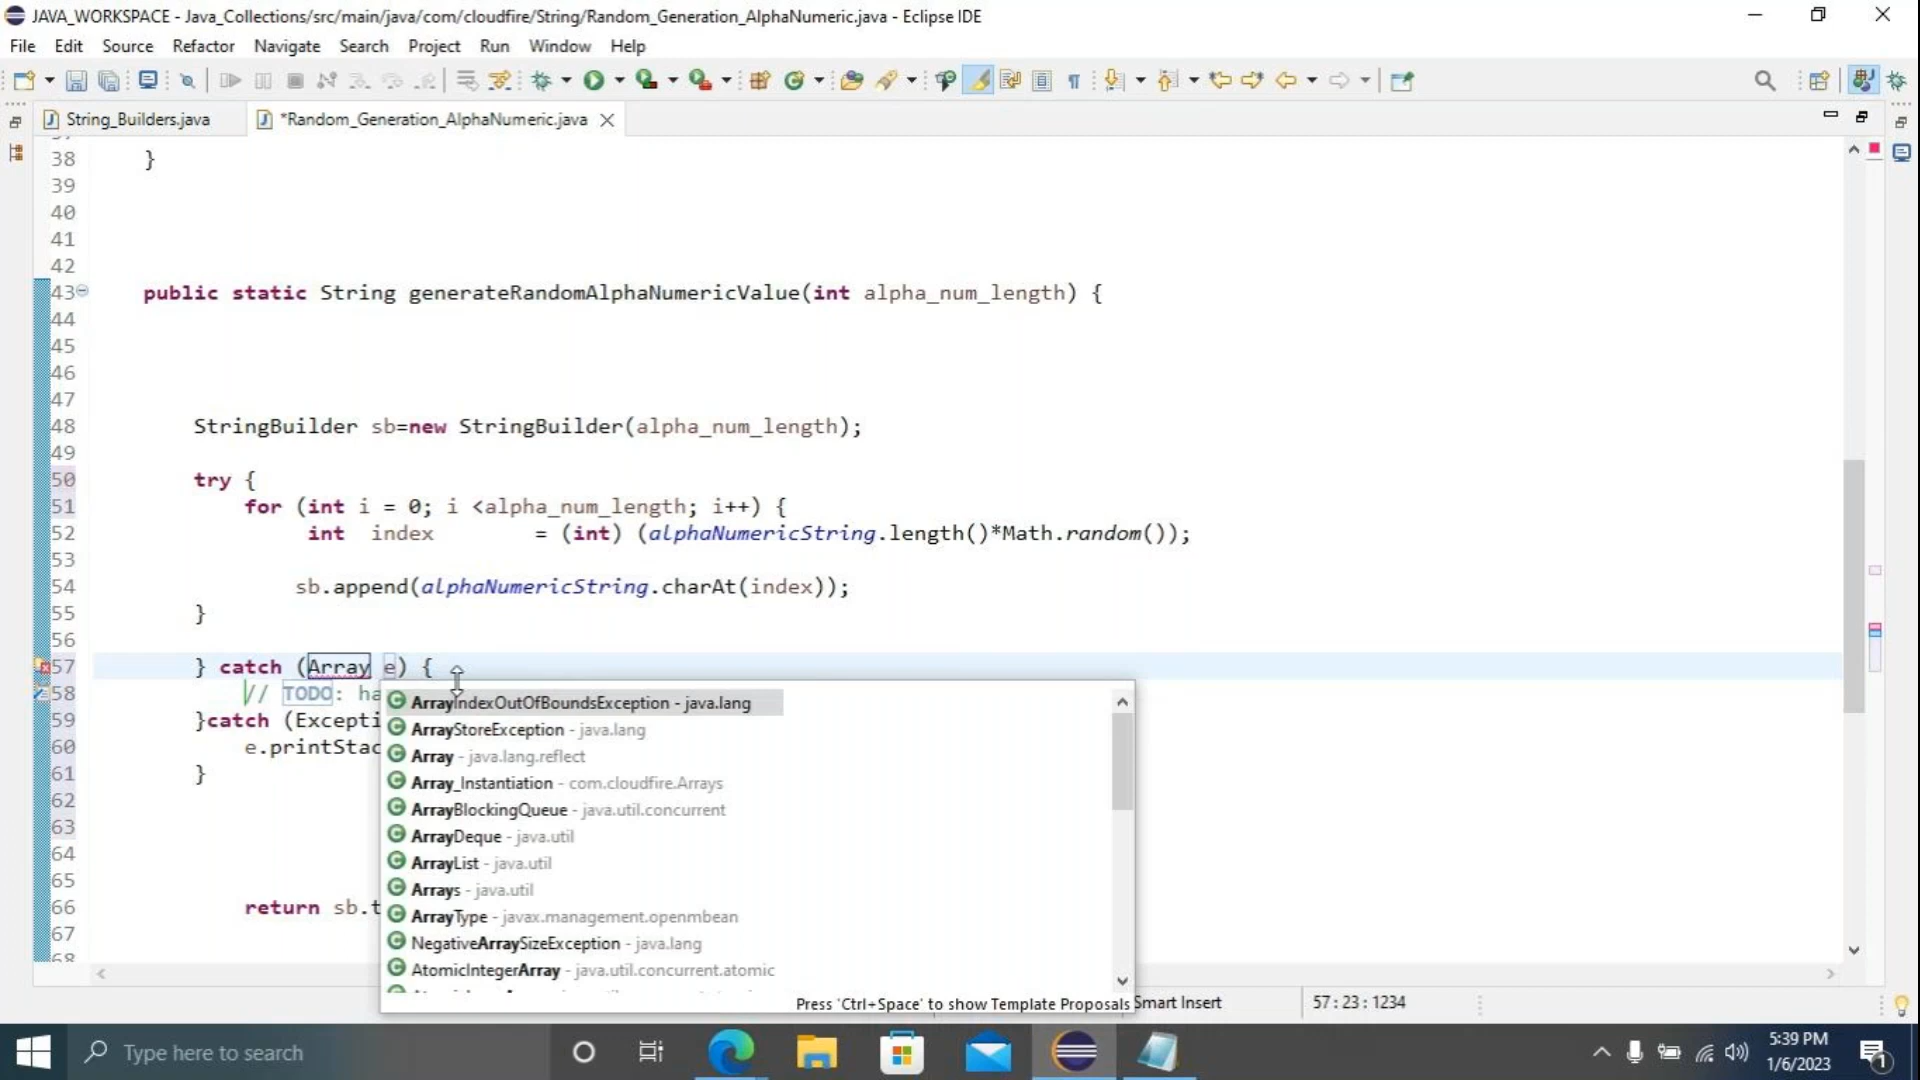 JAVA_WORKSPACE - Java_Collections/src/main/java/com/cloudfire/String/Random_Generation_AlphaNumeric.java - Eclipse IDE
File Edit Source Refactor Navigate Search Project Run Window Help
String_Builders.java *Random_Generation_AlphaNumeric.java
38 }
39
40
41
42
43 public static String generateRandomAlphaNumericValue(int alpha_num_length) {
44
45
46
47
48 StringBuilder sb=new StringBuilder(alpha_num_length);
49
50 try {
51 for (int i = 0; i <alpha_num_length; i++) {
52 int index = (int) (alphaNumericString.length()*Math.random());
53
54 sb.append(alphaNumericString.charAt(index));
55 }
56
57 } catch (Array e) {
58 // TODO: ha
59 }catch (Excepti
60 e.printStac
61 }
62
63
64
65
66 return sb.t
67
68
ArrayIndexOutOfBoundsException - java.lang
ArrayStoreException - java.lang
Array - java.lang.reflect
Array_Instantiation - com.cloudfire.Arrays
ArrayBlockingQueue - java.util.concurrent
ArrayDeque - java.util
ArrayList - java.util
Arrays - java.util
ArrayType - javax.management.openmbean
NegativeArraySizeException - java.lang
AtomicIntegerArray - java.util.concurrent.atomic
Press 'Ctrl+Space' to show Template Proposals
Smart Insert 57 : 23 : 1234
Type here to search
5:39 PM
1/6/2023
1